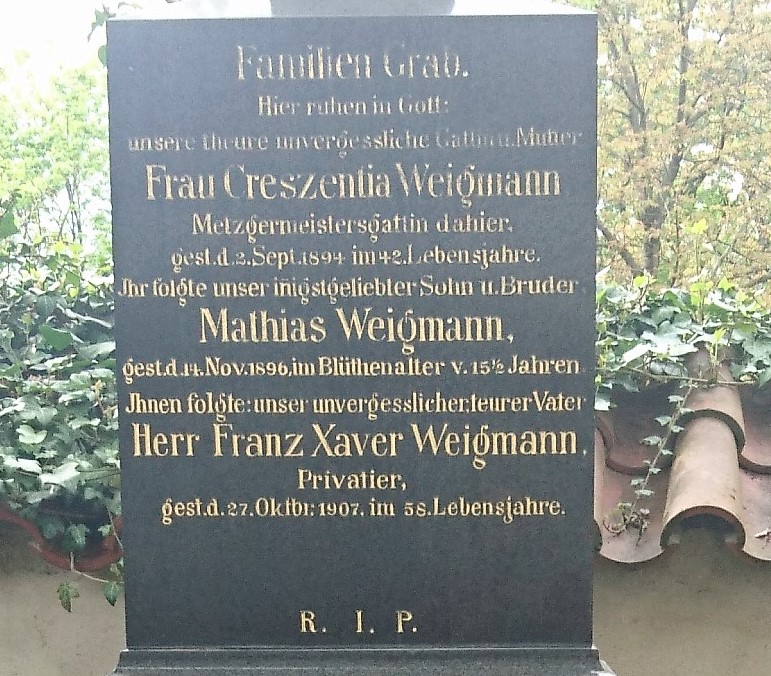 Familien Grab.
Hier ruhen in Gott:
unsere theure unvergessliche Gattin u. Mutter
Frau Creszentia Weigmann
Metzgermeistersgattin dahier,
gest. d. 2. Sept. 1894 im 42. Lebensjahre.
Jhr folgte unser iñigstgeliebter Sohn u. Bruder
Mathias Weigmann,
gest. d. 14. Nov. 1896, im Blüthenalter v. 15½ Jahren
Jhnen folgte: unser unvergesslicher, teurer Vater
Herr Franz Xaver Weigmann,
Privatier,
gest. d. 27. Oktbr. 1907. im 58. Lebensjahre.
R. I. P.